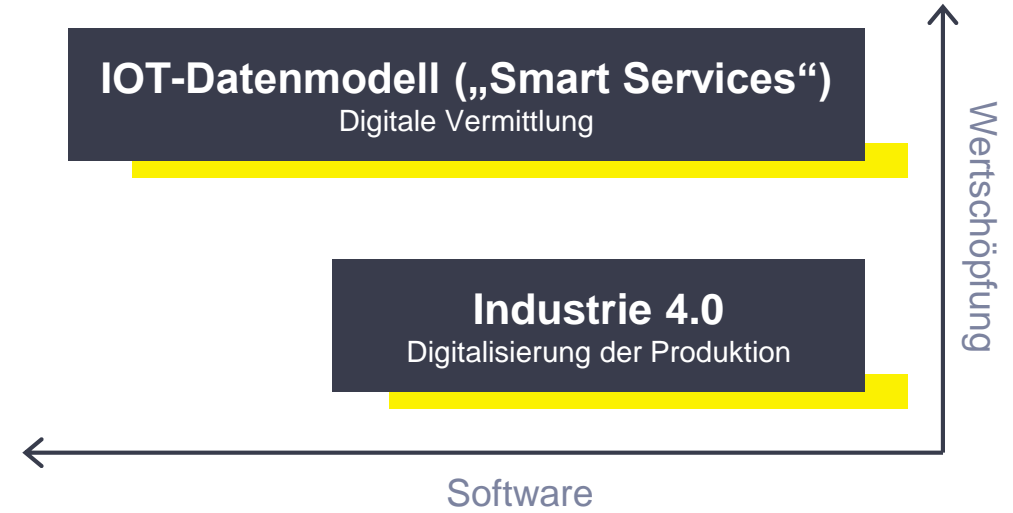 IOT-Datenmodell („Smart Services“)
Digitale Vermittlung
Wertschöpfung
Industrie 4.0
Digitalisierung der Produktion
Software